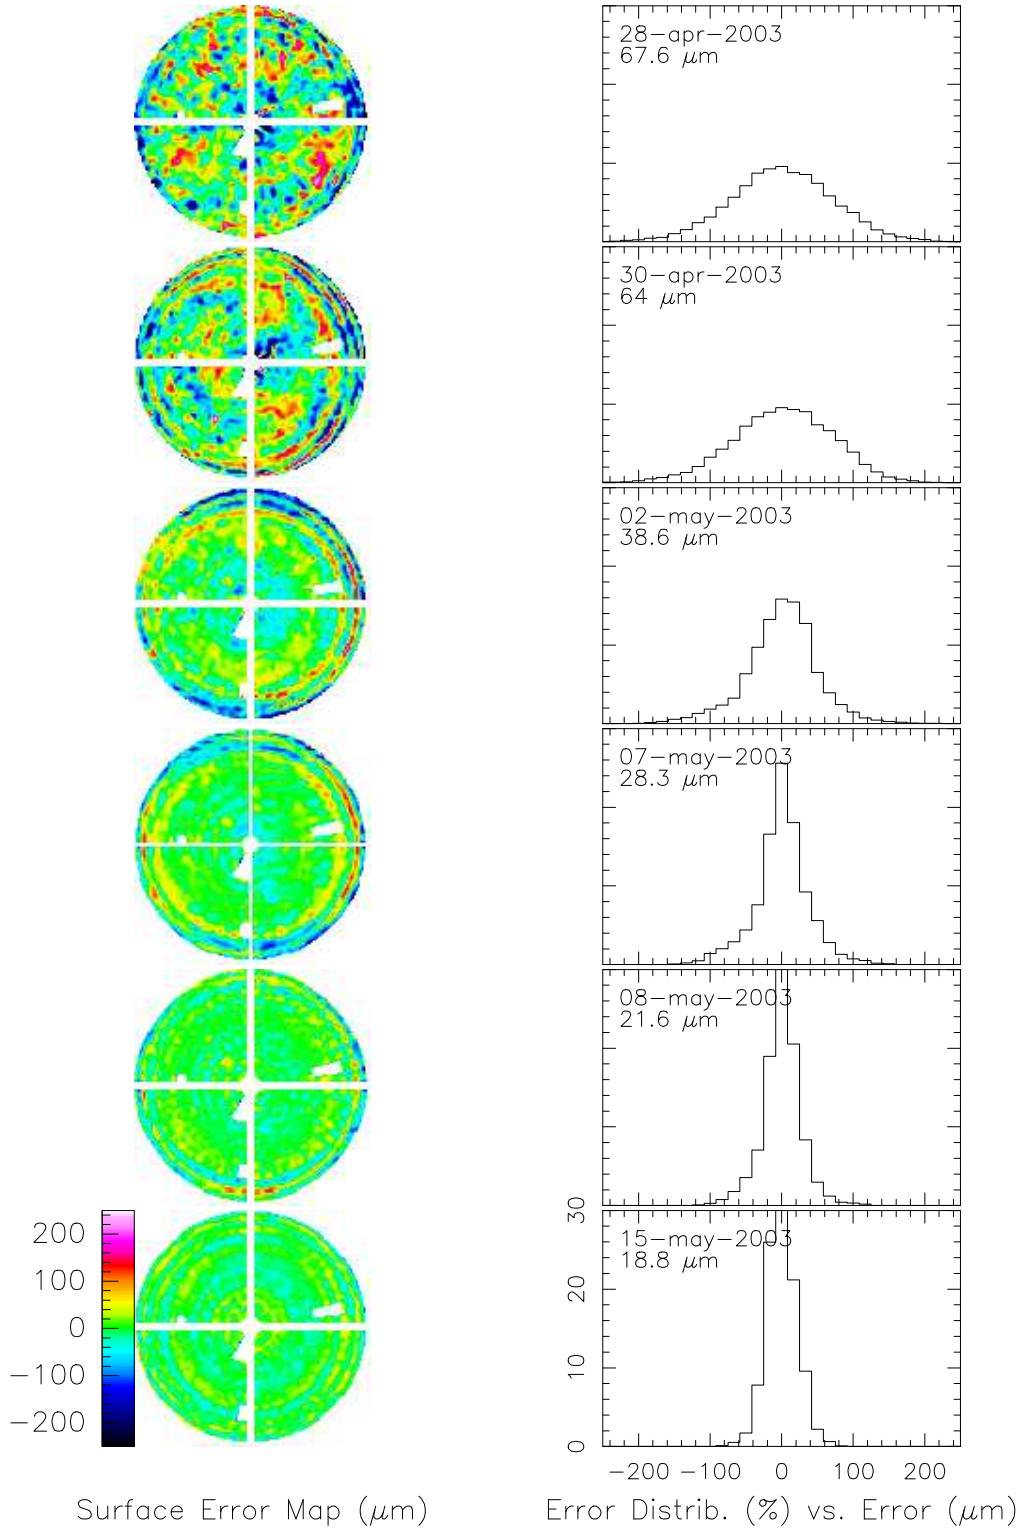 28-apr-2003
67.6 μm
30-apr-2003
64 μm
02-may-2003
38.6 μm
07-may-2003
28.3 μm
08-may-2003
21.6 μm
15-may-2003
18.8 μm
200
100
0
-100
-200
30
20
10
0
-200 -100 0 100 200
Surface Error Map (μm)
Error Distrib. (%) vs. Error (μm)